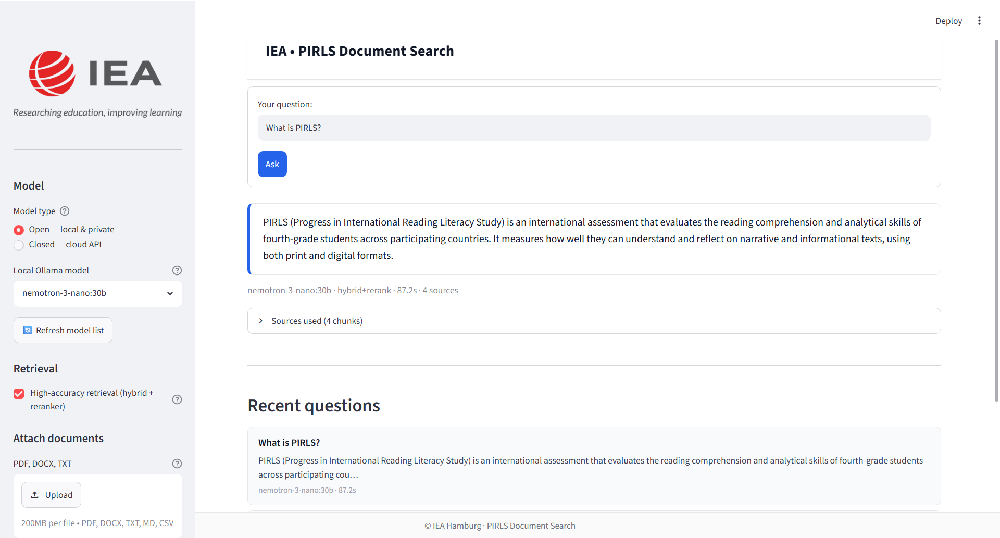 Deploy
IEA
Researching education, improving learning
Model
Model type
Open — local & private
Closed — cloud API
Local Ollama model
nemotron-3-nano:30b
Refresh model list
Retrieval
High-accuracy retrieval (hybrid +
reranker)
Attach documents
PDF, DOCX, TXT
Upload
200MB per file • PDF, DOCX, TXT, MD, CSV
IEA • PIRLS Document Search
Your question:
What is PIRLS?
Ask
PIRLS (Progress in International Reading Literacy Study) is an international assessment that evaluates the reading comprehension and analytical skills of
fourth-grade students across participating countries. It measures how well they can understand and reflect on narrative and informational texts, using
both print and digital formats.
nemotron-3-nano:30b · hybrid+rerank · 87.2s · 4 sources
Sources used (4 chunks)
Recent questions
What is PIRLS?
PIRLS (Progress in International Reading Literacy Study) is an international assessment that evaluates the reading comprehension and analytical skills of fourth-grade students
across participating cou…
nemotron-3-nano:30b · 87.2s
© IEA Hamburg · PIRLS Document Search